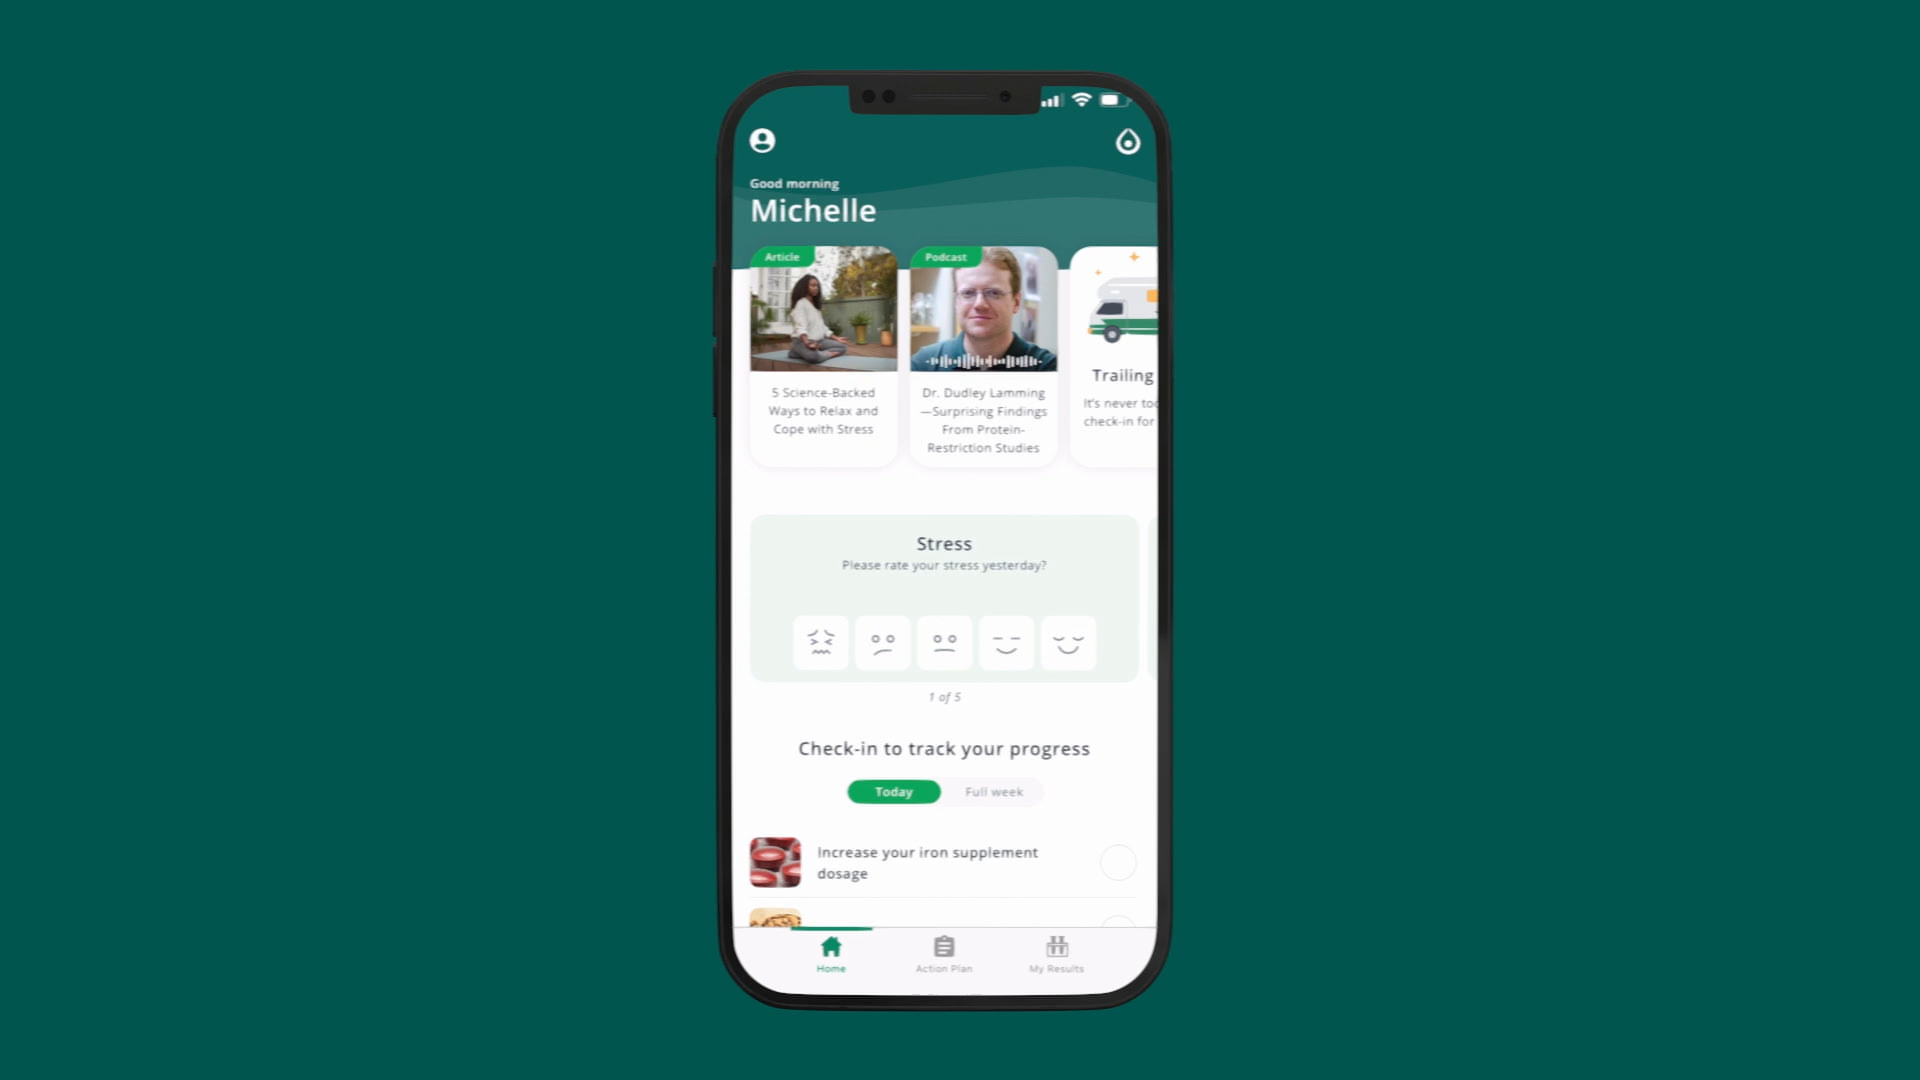 Good morning
Michelle
Article
Podcast
5 Science-Backed
Ways to Relax and
Cope with Stress
Dr. Dudley Lamming
—Surprising Findings
From Protein-
Restriction Studies
Trailing
It's never too
check-in for
Stress
Please rate your stress yesterday?
1 of 5
Check-in to track your progress
Today
Full week
Increase your iron supplement
dosage
Home
Action Plan
My Results